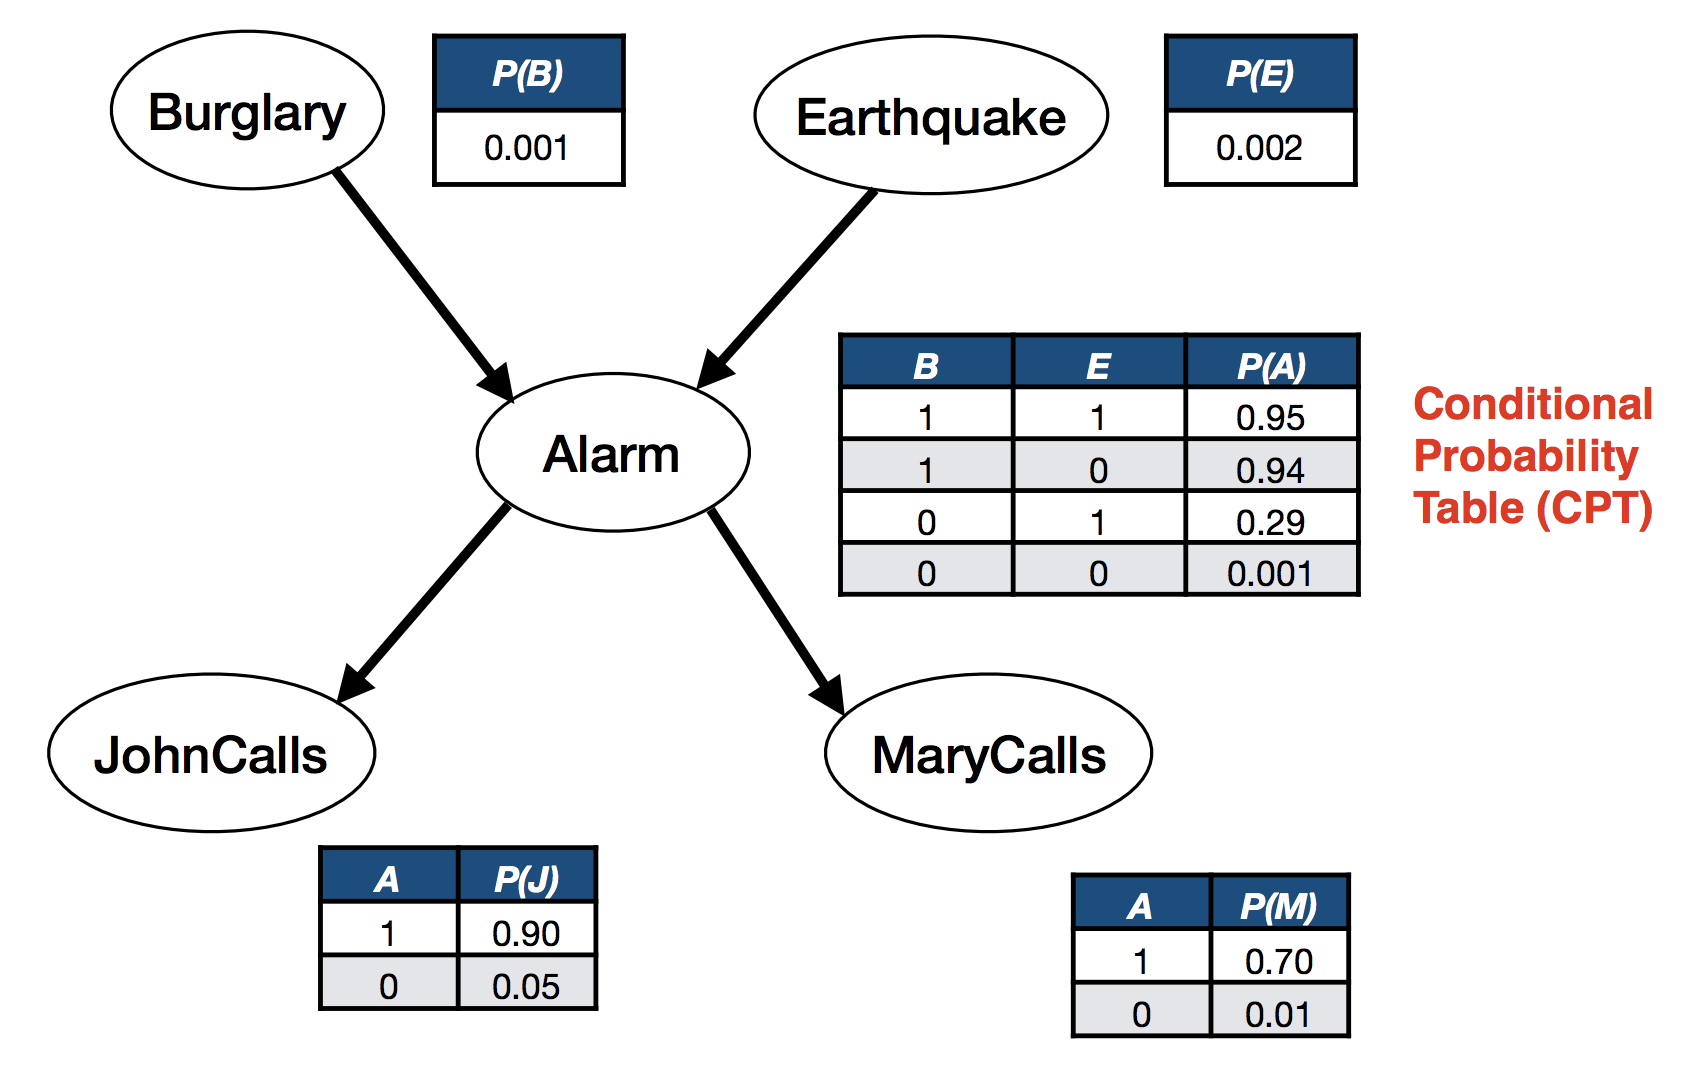 Burglary
P(B)
0.001
Earthquake
P(E)
0.002
Alarm
B E P(A)
1 1 0.95
1 0 0.94
0 1 0.29
0 0 0.001
Conditional
Probability
Table (CPT)
JohnCalls
MaryCalls
A P(J)
1 0.90
0 0.05
A P(M)
1 0.70
0 0.01